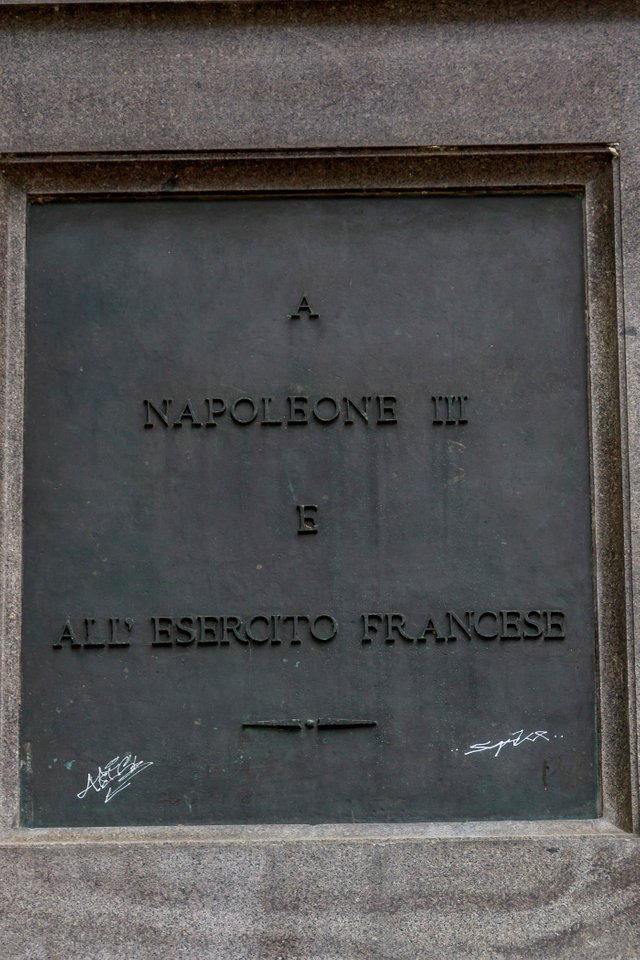 A
NAPOLEONE III
E
ALL' ESERCITO FRANCESE